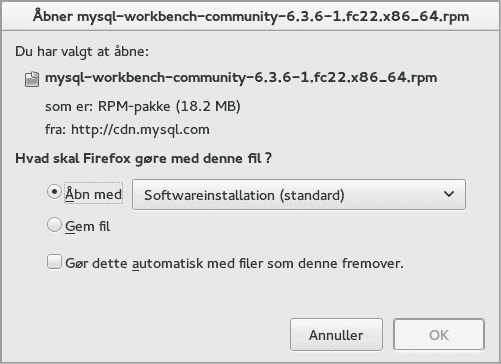 Åbner mysql-workbench-community-6.3.6-1.fc22.x86_64.rpm
Du har valgt at åbne:
mysql-workbench-community-6.3.6-1.fc22.x86_64.rpm
som er: RPM-pakke (18.2 MB)
fra: http://cdn.mysql.com
Hvad skal Firefox gøre med denne fil ?
Åbn med Softwareinstallation (standard)
Gem fil
Gør dette automatisk med filer som denne fremover.
Annuller OK